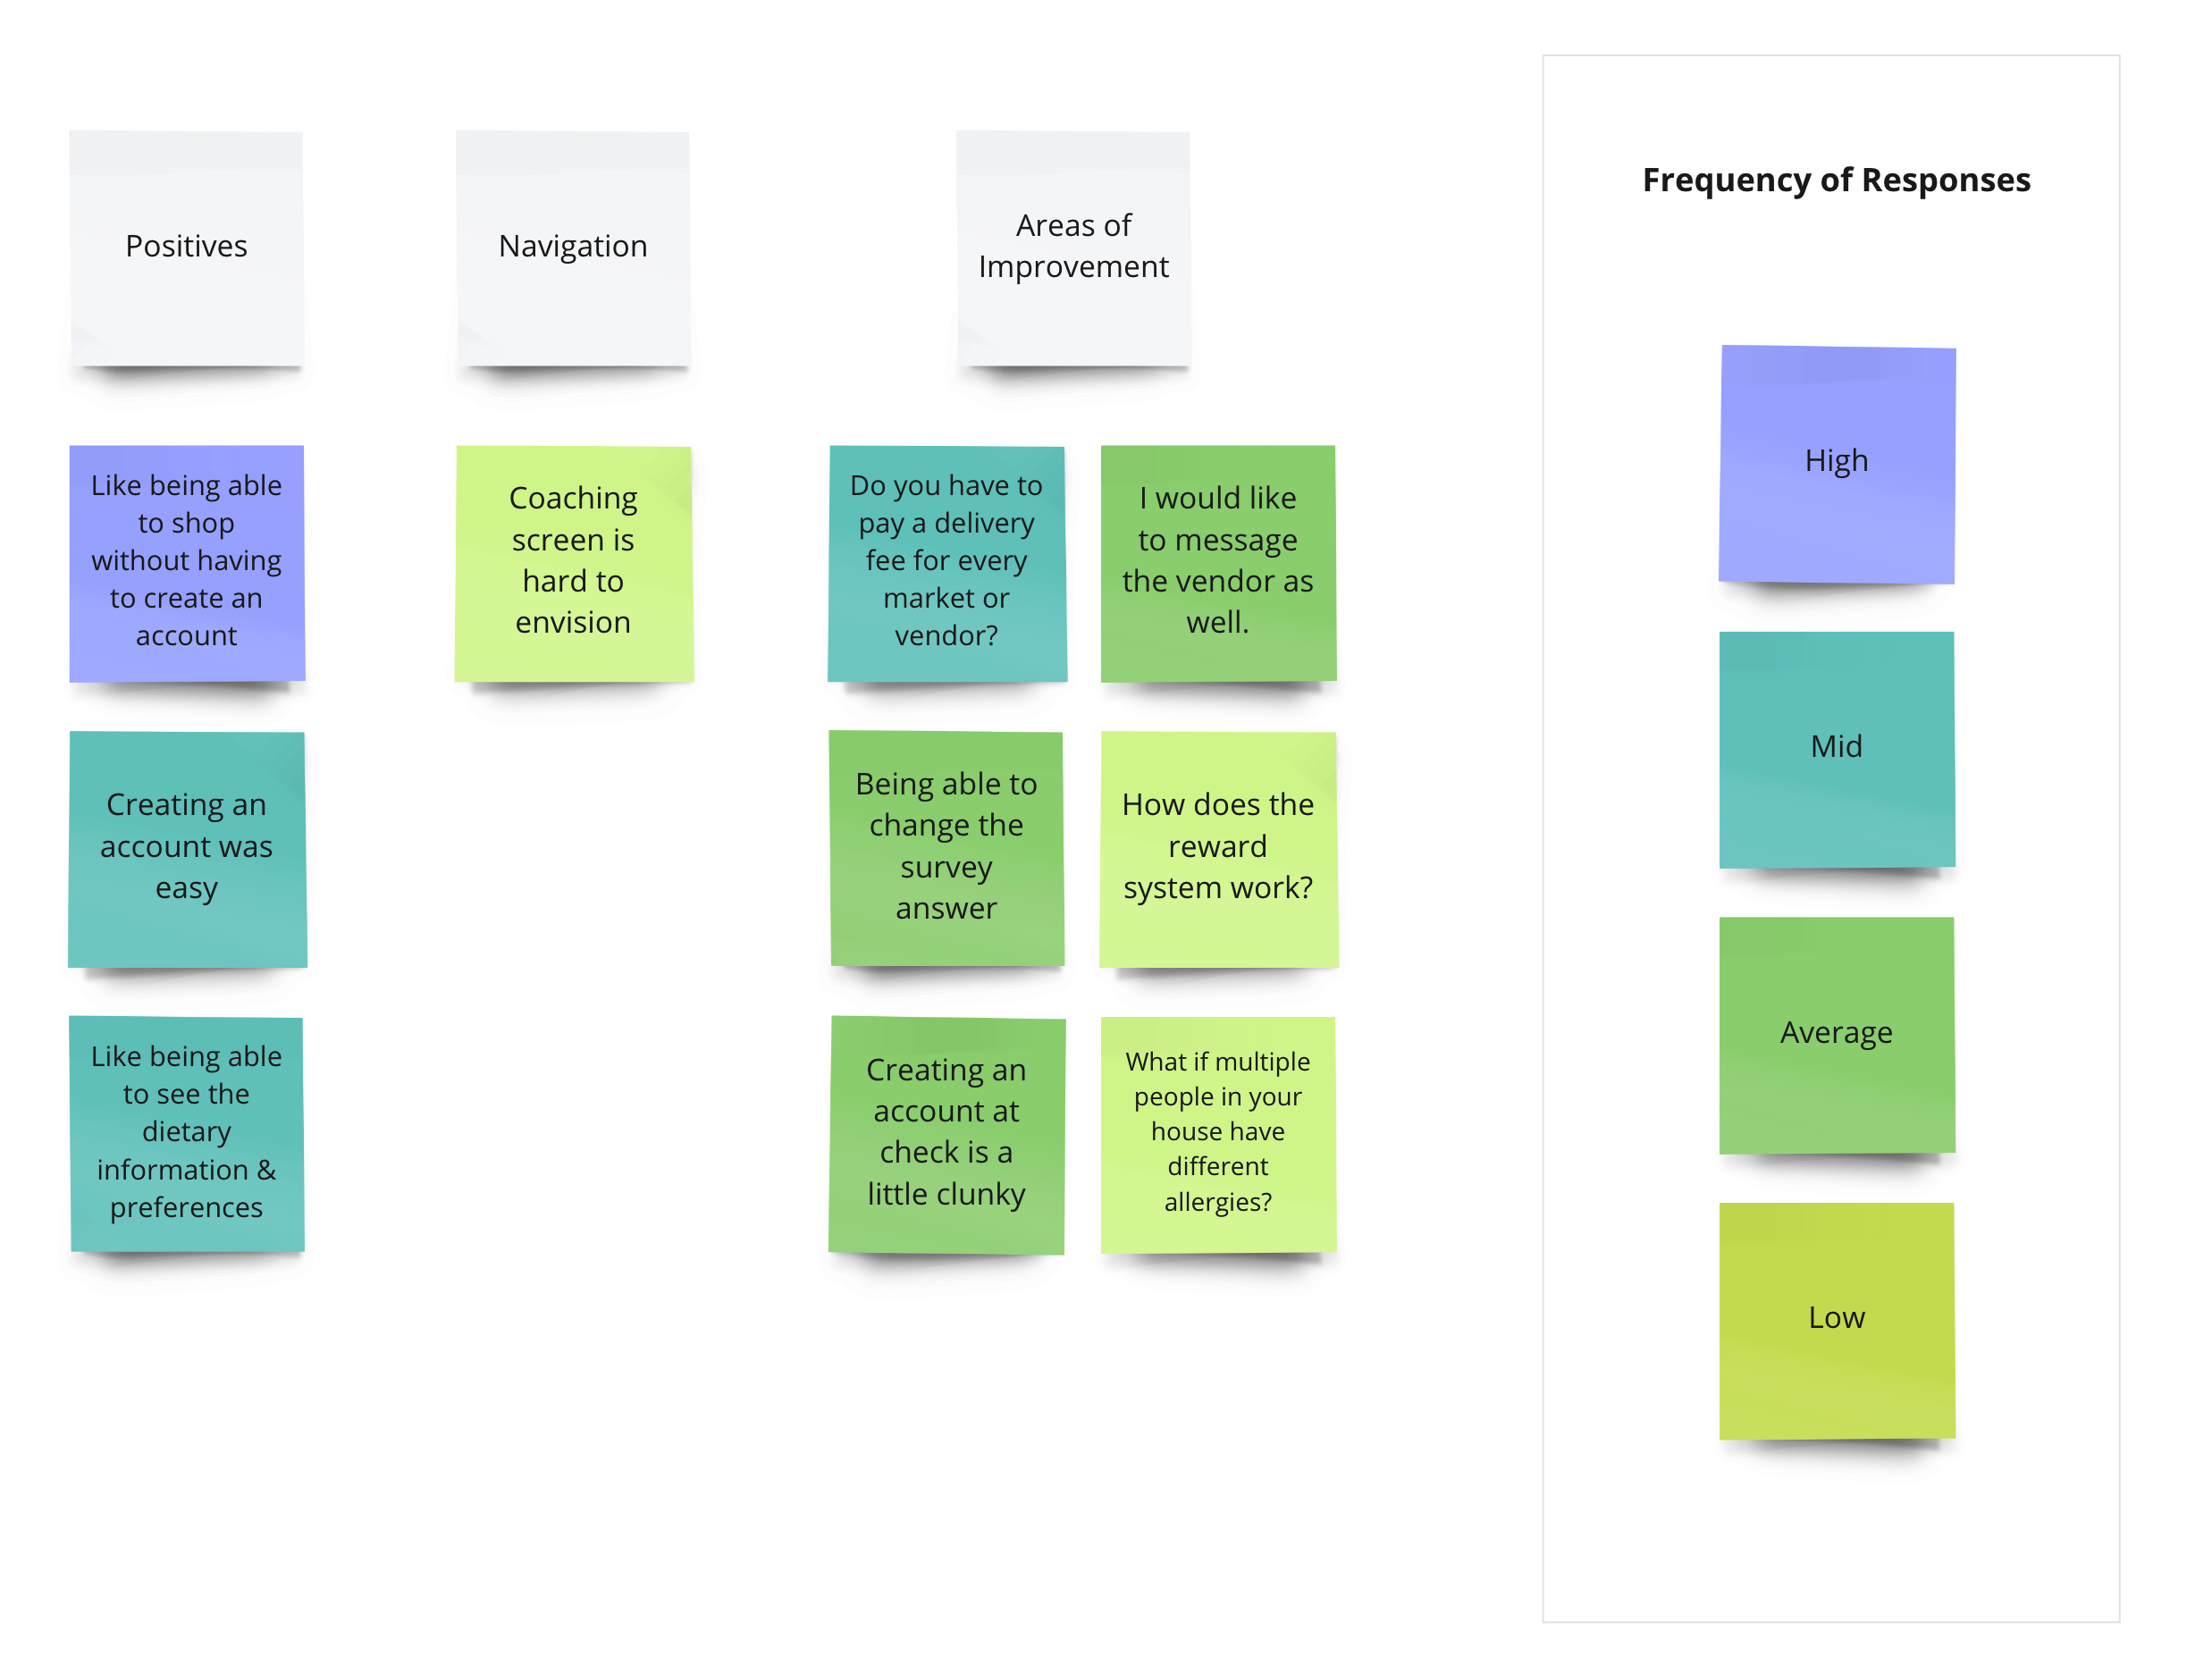 Positives
Navigation
Areas of
Improvement
Like being able
to shop
without having
to create an
account
Creating an
account was
easy
Like being able
to see the
dietary
information &
preferences
Coaching
screen is
hard to
envision
Do you have to
pay a delivery
fee for every
market or
vendor?
I would like
to message
the vendor as
well.
Being able to
change the
survey
answer
How does the
reward
system work?
Creating an
account at
check is a
little clunky
What if multiple
people in your
house have
different
allergies?
Frequency of Responses
High
Mid
Average
Low